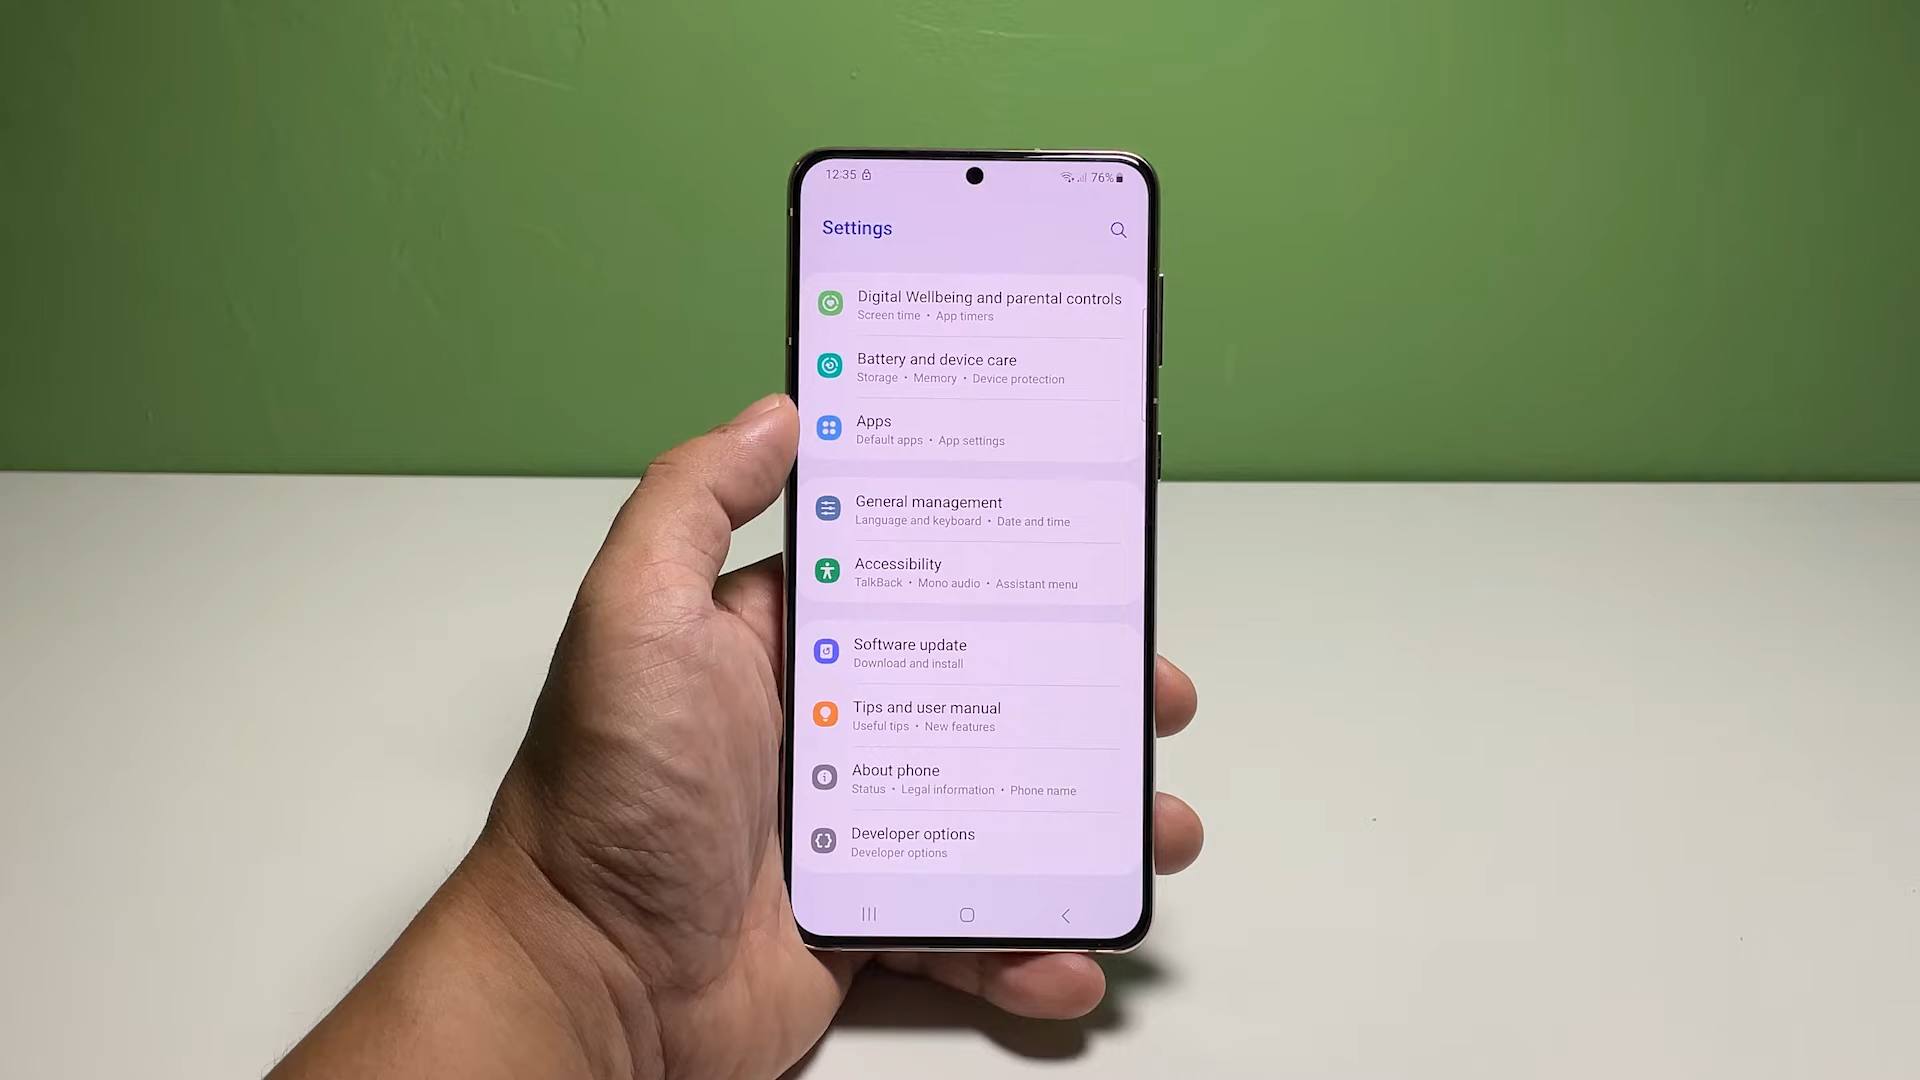 12:35 76%
Settings
Digital Wellbeing and parental controls
Screen time • App timers
Battery and device care
Storage • Memory • Device protection
Apps
Default apps • App settings
General management
Language and keyboard • Date and time
Accessibility
TalkBack • Mono audio • Assistant menu
Software update
Download and install
Tips and user manual
Useful tips • New features
About phone
Status • Legal information • Phone name
Developer options
Developer options